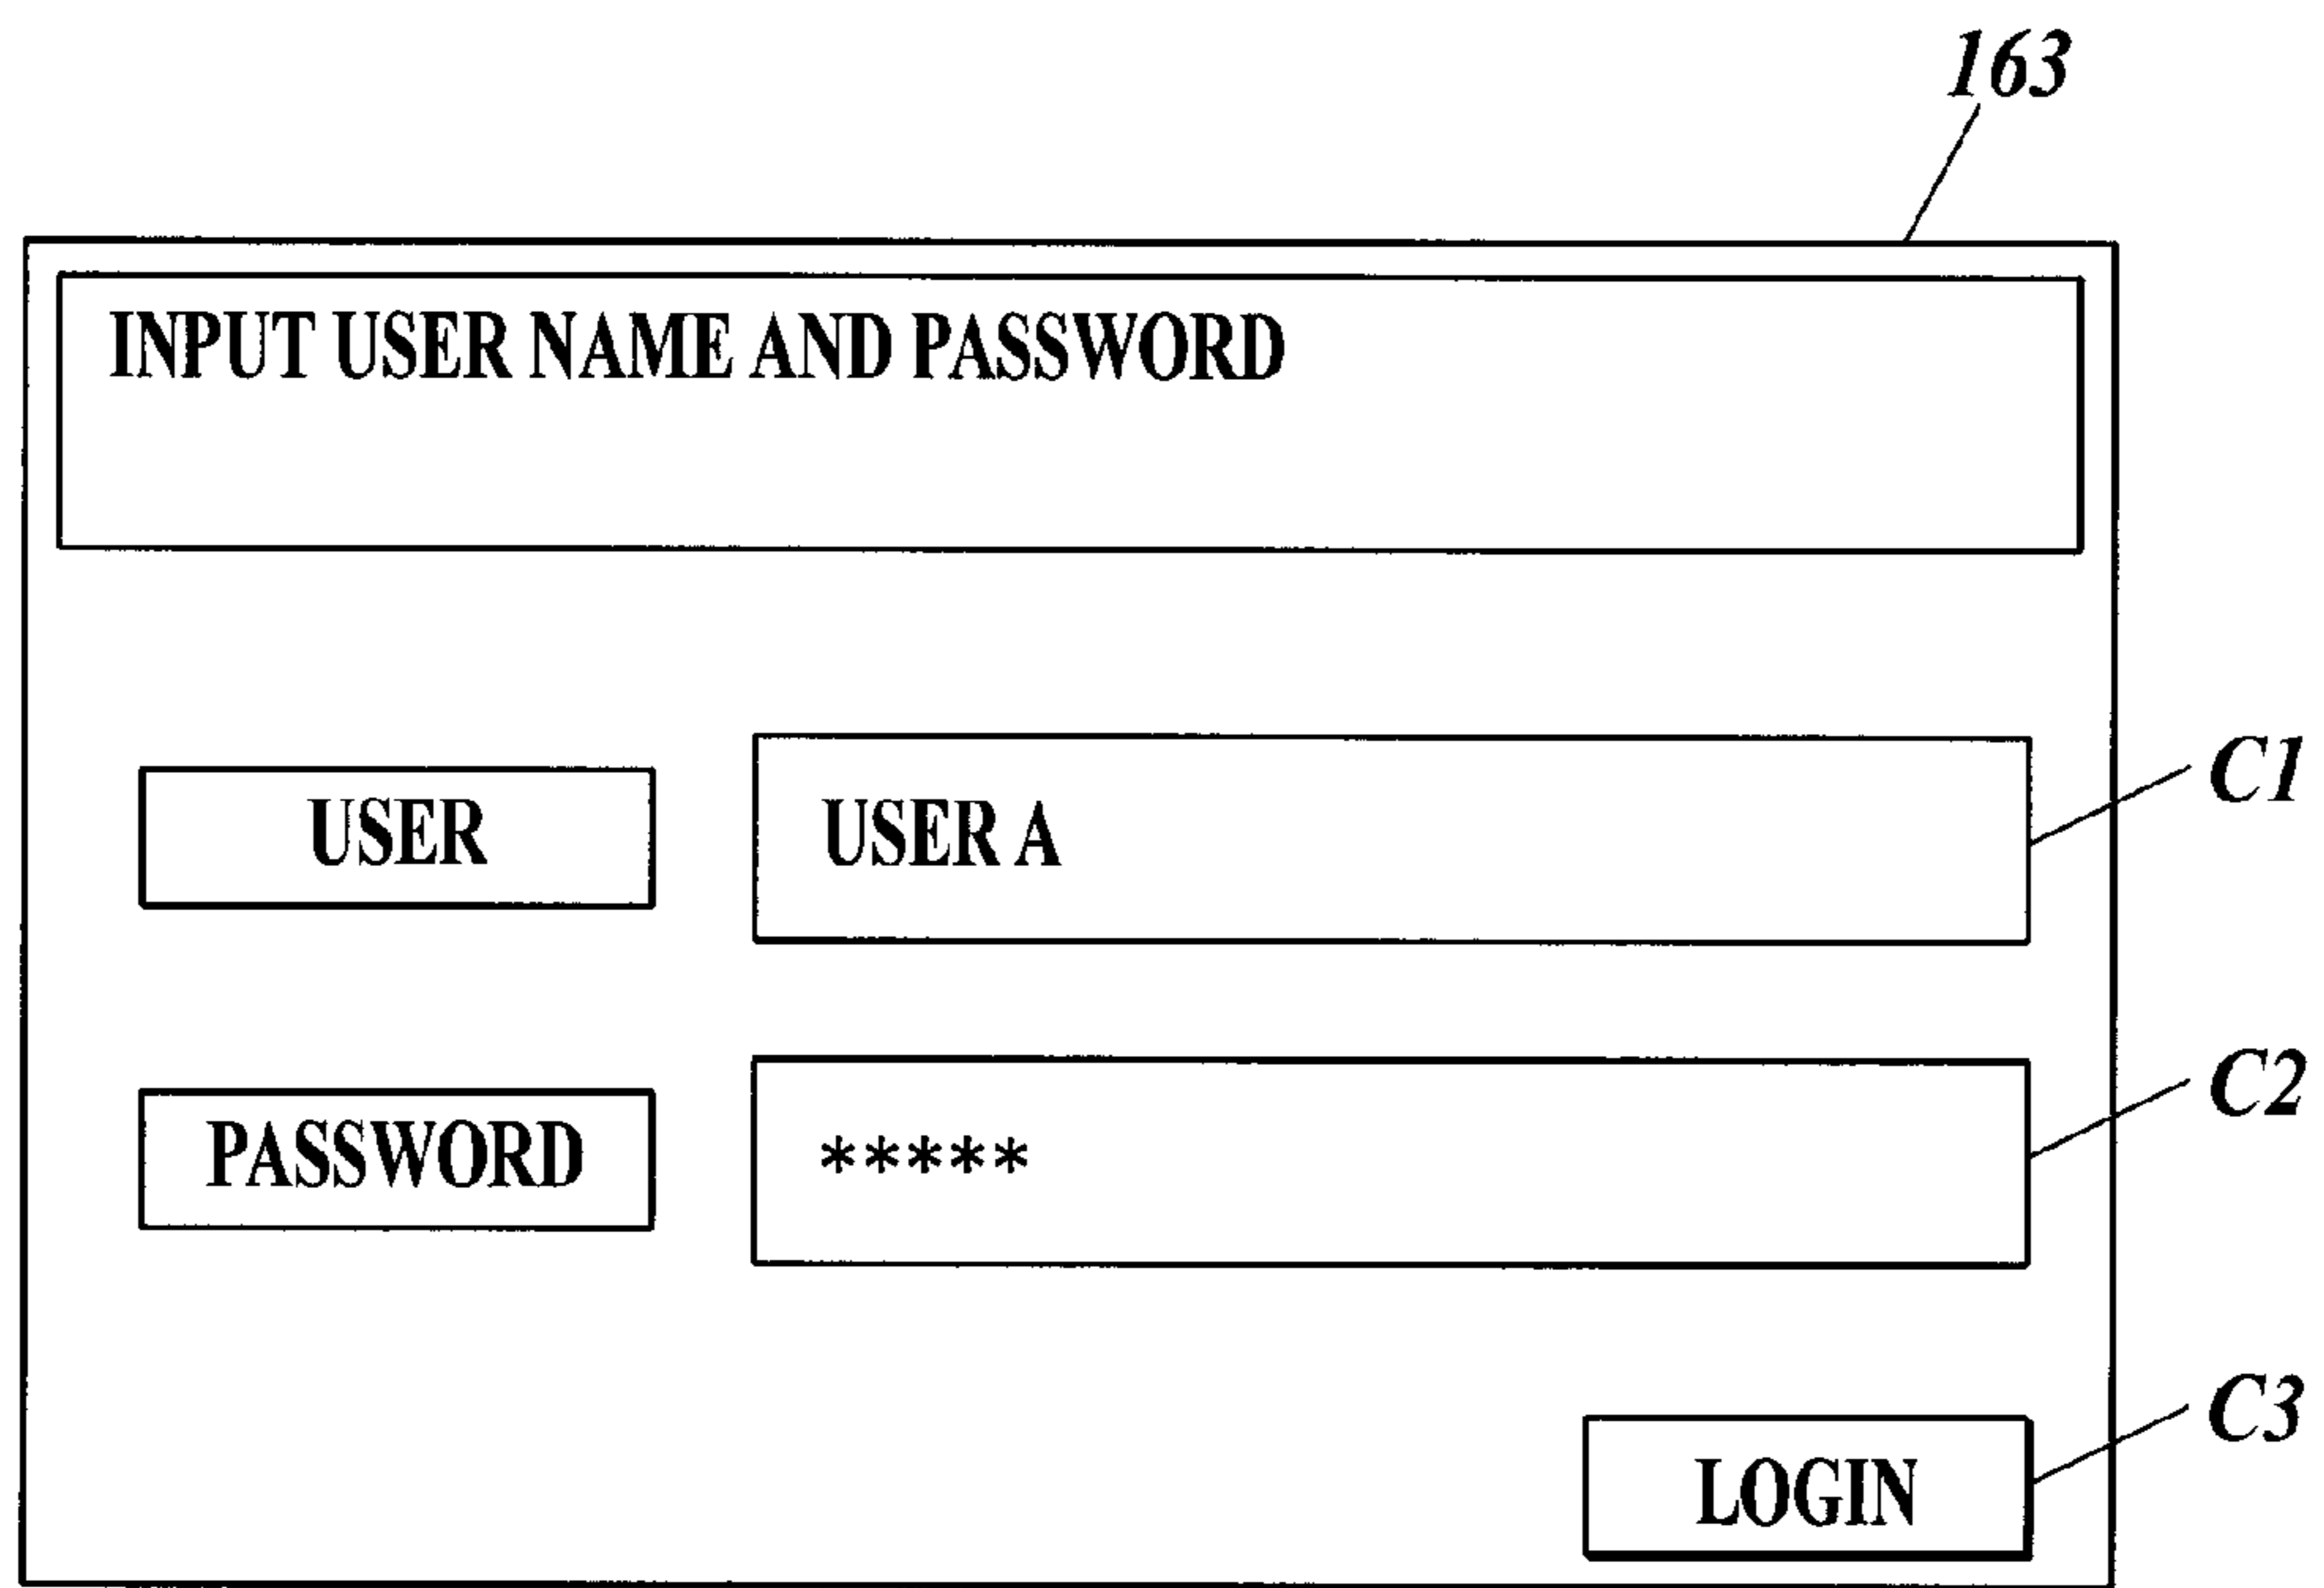 163
INPUT USER NAME AND PASSWORD
USER
USER A
C1
PASSWORD
*****
C2
LOGIN
C3